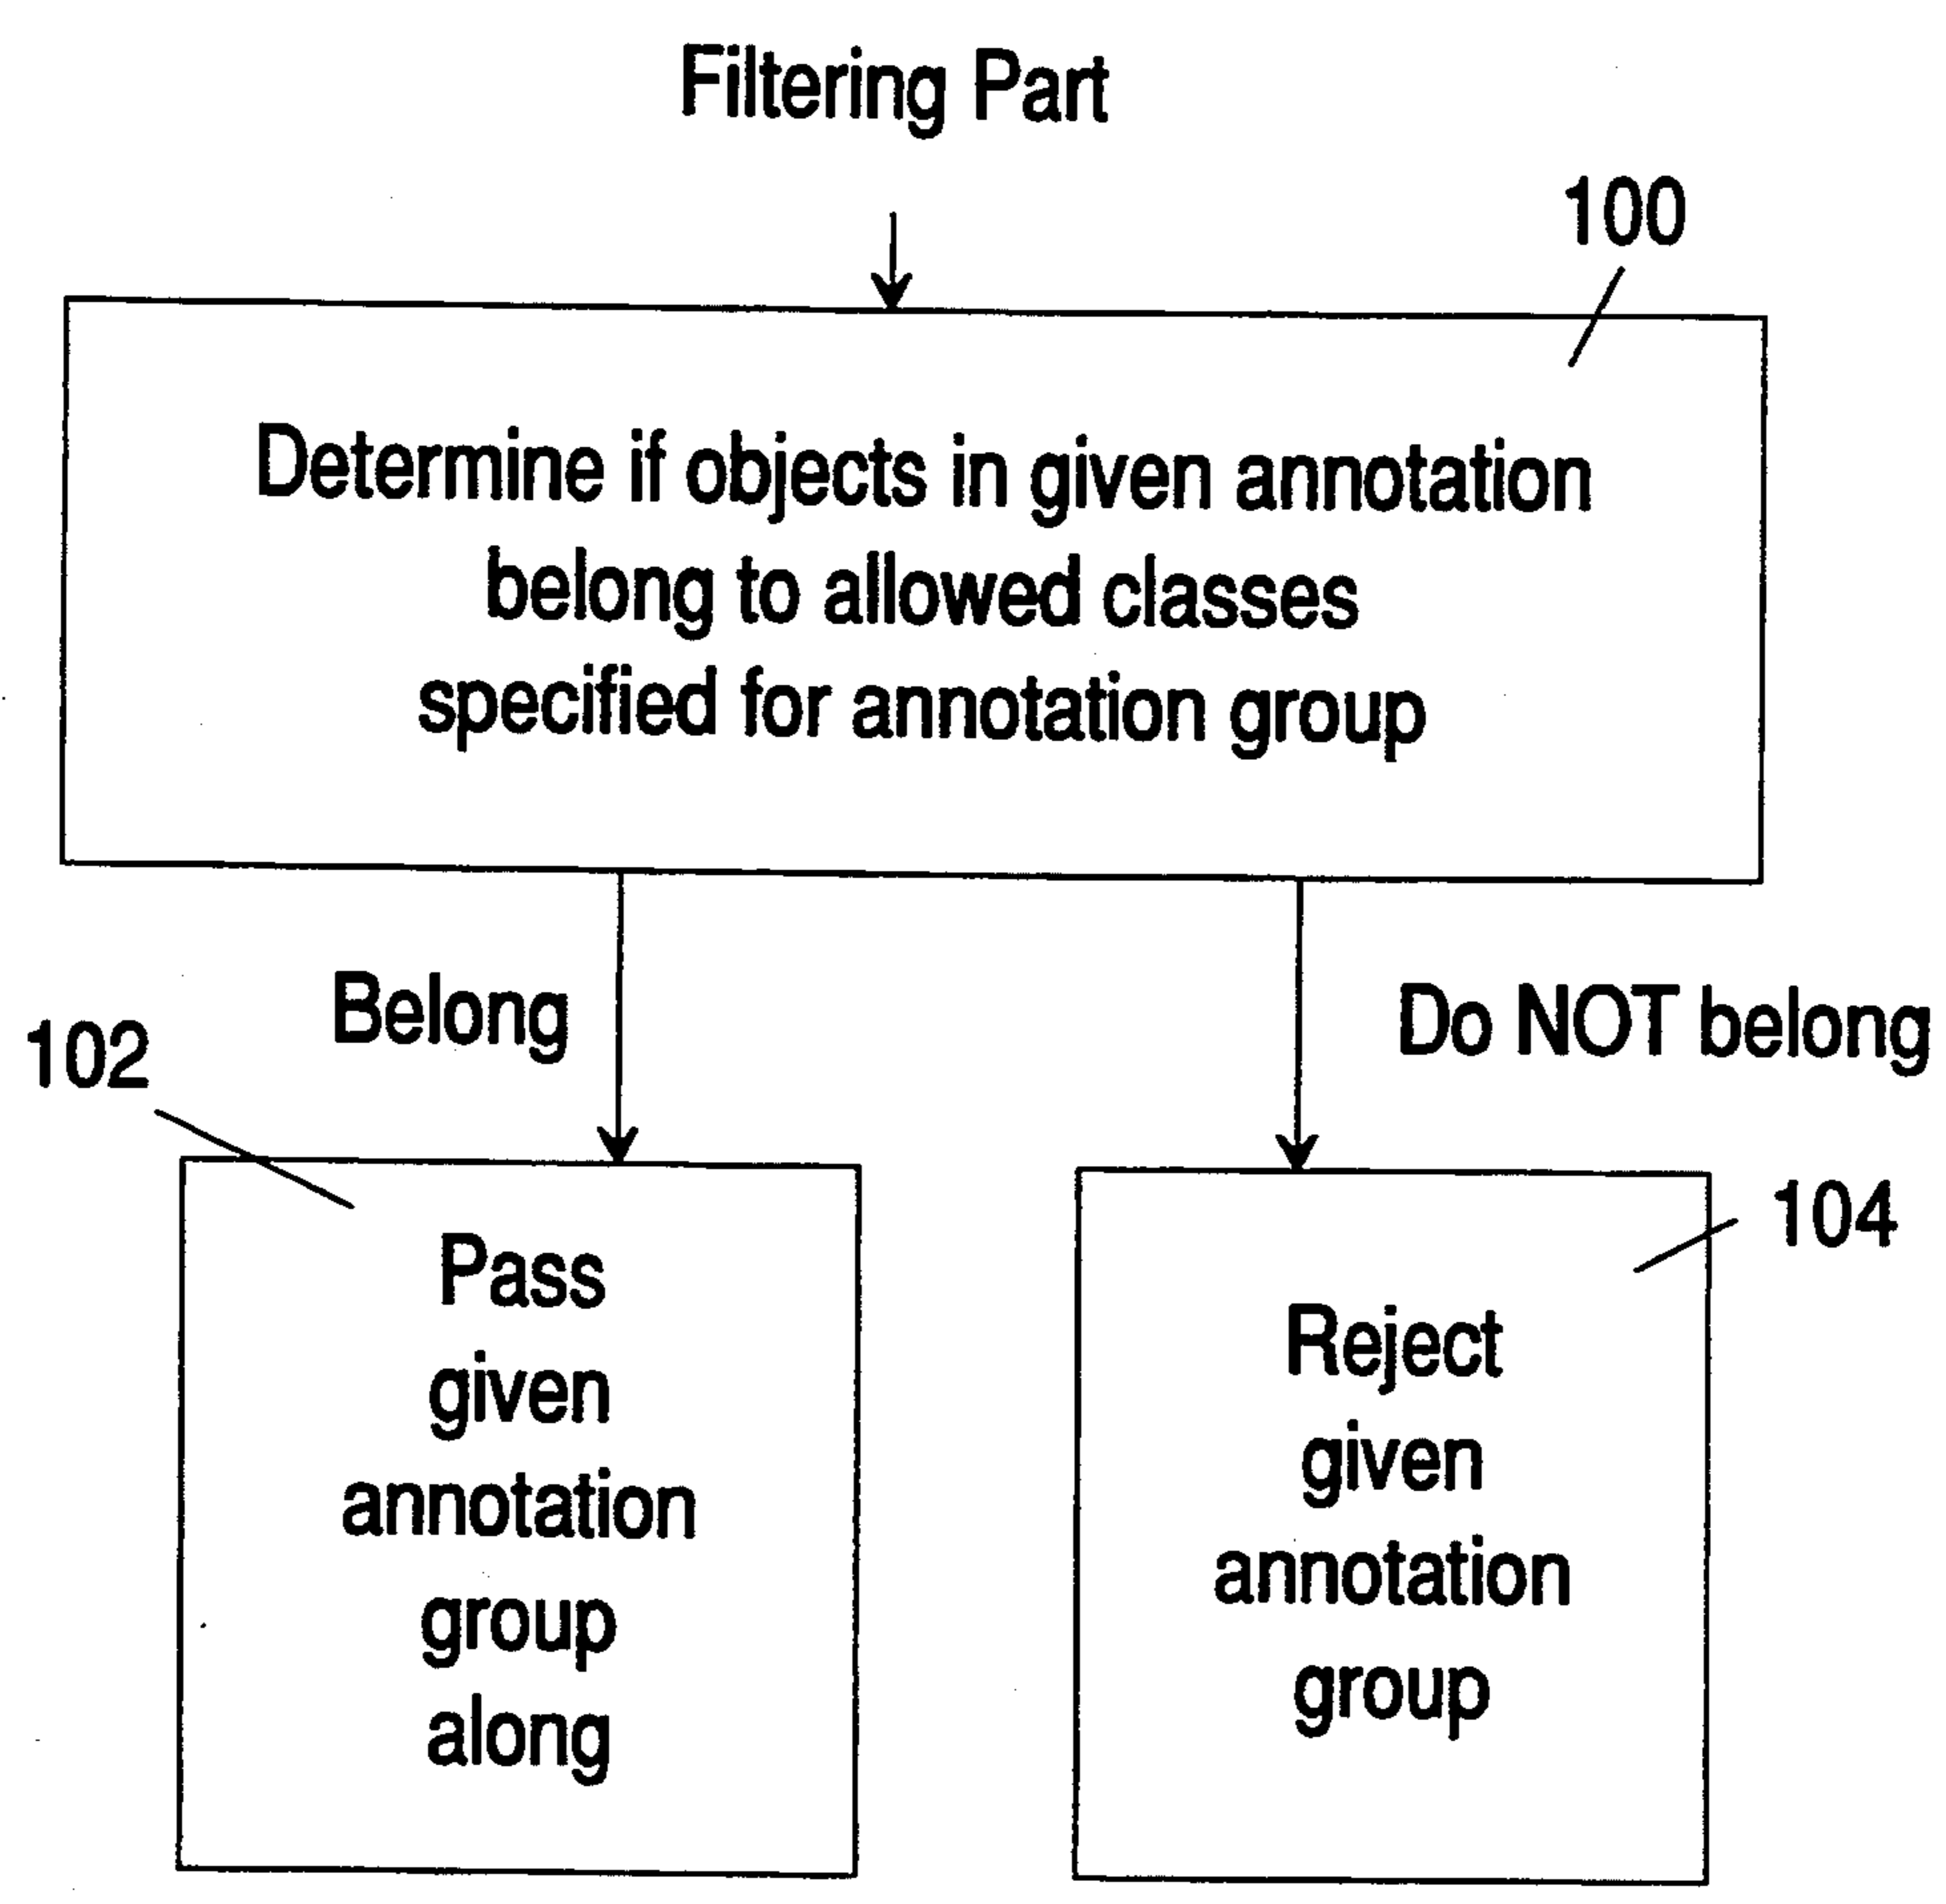 Filtering Part
100
Determine if objects in given annotation
belong to allowed classes
specified for annotation group
Belong
Do NOT belong
102
104
Pass
given
annotation
group
along
Reject
given
annotation
group